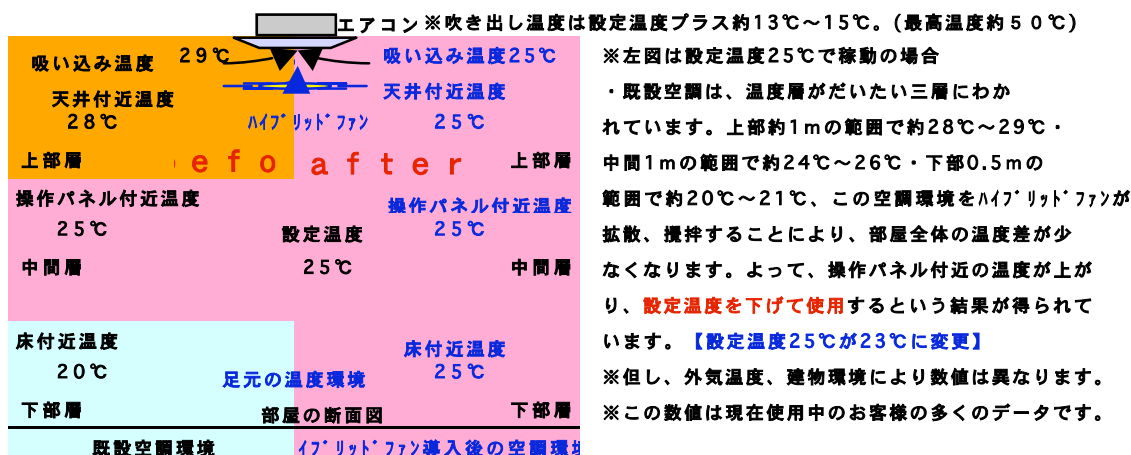 エアコン ※吹き出し温度は設定温度プラス約13℃～15℃。(最高温度約５０℃)
吸い込み温度 29℃
吸い込み温度25℃
天井付近温度
28℃
ﾊｲﾌﾞﾘｯﾄﾞﾌｧﾝ
天井付近温度
25℃
上部層
efo after
上部層
操作パネル付近温度
25℃
設定温度
25℃
操作パネル付近温度
25℃
中間層
中間層
床付近温度
20℃
足元の温度環境
床付近温度
25℃
下部層
部屋の断面図
下部層
既設空調環境
ｲﾌﾞﾘｯﾄﾞﾌｧﾝ導入後の空調環境
※左図は設定温度25℃で稼動の場合
・既設空調は、温度層がだいたい三層にわか
れています。上部約1mの範囲で約28℃～29℃・
中間1mの範囲で約24℃～26℃・下部0.5mの
範囲で約20℃～21℃、この空調環境をﾊｲﾌﾞﾘｯﾄﾞﾌｧﾝが
拡散、攪拌することにより、部屋全体の温度差が少
なくなります。よって、操作パネル付近の温度が上が
り、設定温度を下げて使用するという結果が得られて
います。【設定温度25℃が23℃に変更】
※但し、外気温度、建物環境により数値は異なります。
※この数値は現在使用中のお客様の多くのデータです。